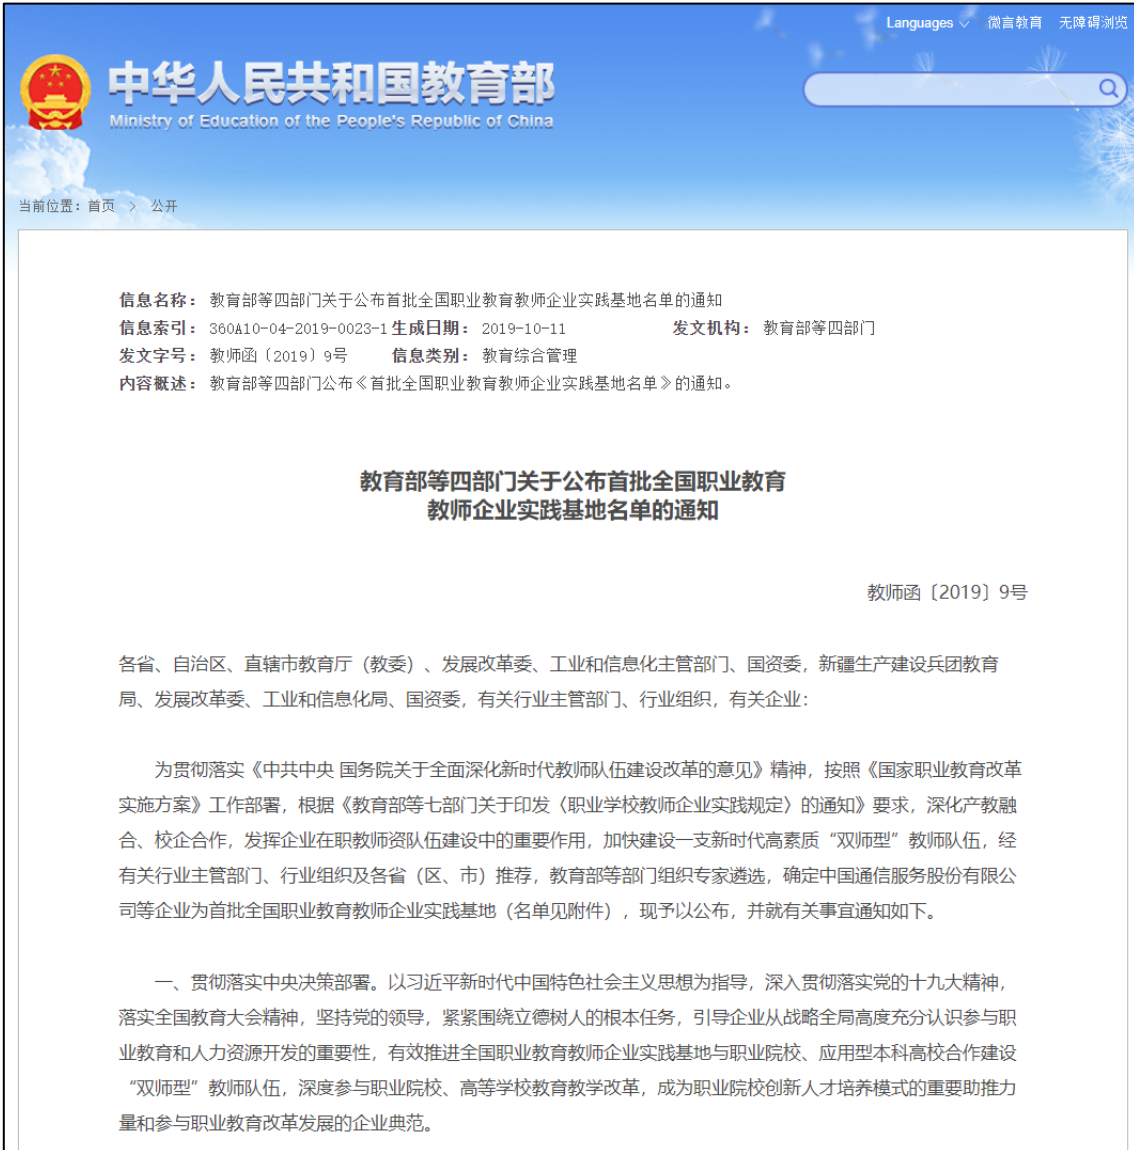 Languages 微言教育 无障碍浏览
中华人民共和国教育部
Ministry of Education of the People's Republic of China
当前位置：首页 > 公开
信息名称： 教育部等四部门关于公布首批全国职业教育教师企业实践基地名单的通知
信息索引： 360A10-04-2019-0023-1 生成日期： 2019-10-11 发文机构： 教育部等四部门
发文字号： 教师函〔2019〕9号 信息类别： 教育综合管理
内容概述： 教育部等四部门公布《首批全国职业教育教师企业实践基地名单》的通知。
教育部等四部门关于公布首批全国职业教育
教师企业实践基地名单的通知
教师函〔2019〕9号
各省、自治区、直辖市教育厅（教委）、发展改革委、工业和信息化主管部门、国资委，新疆生产建设兵团教育
局、发展改革委、工业和信息化局、国资委，有关行业主管部门、行业组织，有关企业：
为贯彻落实《中共中央 国务院关于全面深化新时代教师队伍建设改革的意见》精神，按照《国家职业教育改革
实施方案》工作部署，根据《教育部等七部门关于印发〈职业学校教师企业实践规定〉的通知》要求，深化产教融
合、校企合作，发挥企业在职教师资队伍建设中的重要作用，加快建设一支新时代高素质“双师型”教师队伍，经
有关行业主管部门、行业组织及各省（区、市）推荐，教育部等部门组织专家遴选，确定中国通信服务股份有限公
司等企业为首批全国职业教育教师企业实践基地（名单见附件），现予以公布，并就有关事宜通知如下。
一、贯彻落实中央决策部署。以习近平新时代中国特色社会主义思想为指导，深入贯彻落实党的十九大精神，
落实全国教育大会精神，坚持党的领导，紧紧围绕立德树人的根本任务，引导企业从战略全局高度充分认识参与职
业教育和人力资源开发的重要性，有效推进全国职业教育教师企业实践基地与职业院校、应用型本科高校合作建设
“双师型”教师队伍，深度参与职业院校、高等学校教育教学改革，成为职业院校创新人才培养模式的重要助推力
量和参与职业教育改革发展的企业典范。